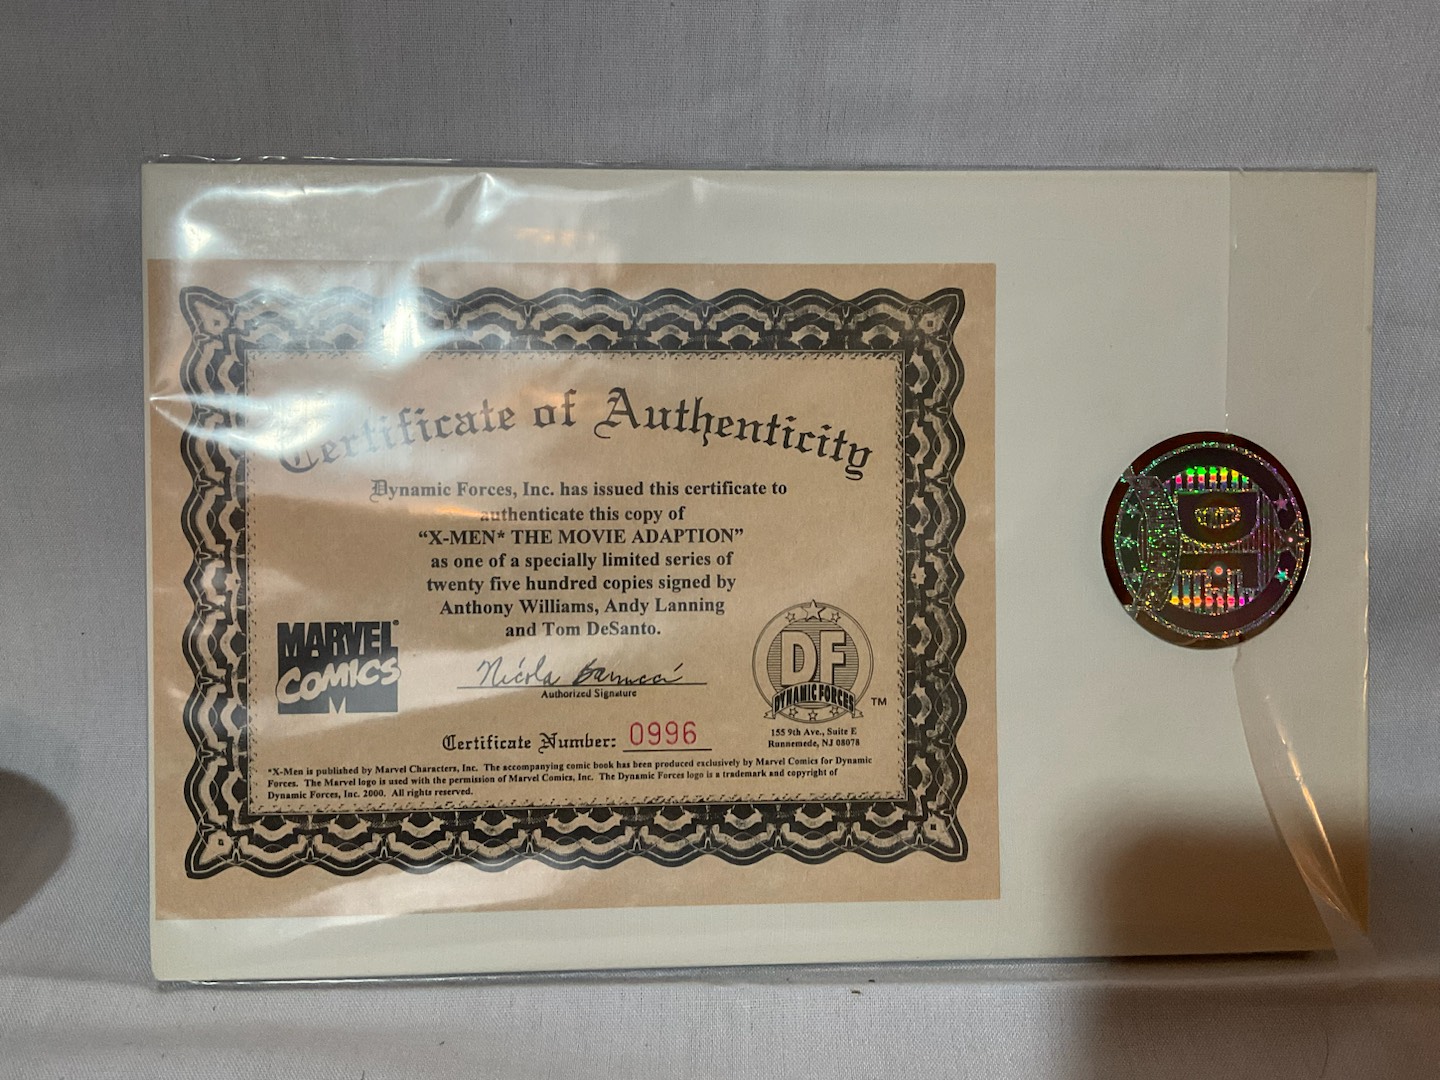 Certificate of Authenticity
Dynamic Forces, Inc. has issued this certificate to
authenticate this copy of
“X-MEN* THE MOVIE ADAPTION”
as one of a specially limited series of
twenty five hundred copies signed by
Anthony Williams, Andy Lanning
and Tom DeSanto.
MARVEL®
COMICS
Nicola Barrucci
Authorized Signature
DF
DYNAMIC FORCES
TM
155 9th Ave., Suite E
Runnemede, NJ 08078
Certificate Number: 0996
*X-Men is published by Marvel Characters, Inc. The accompanying comic book has been produced exclusively by Marvel Comics for Dynamic
Forces. The Marvel logo is used with the permission of Marvel Comics, Inc. The Dynamic Forces logo is a trademark and copyright of
Dynamic Forces, Inc. 2000. All rights reserved.